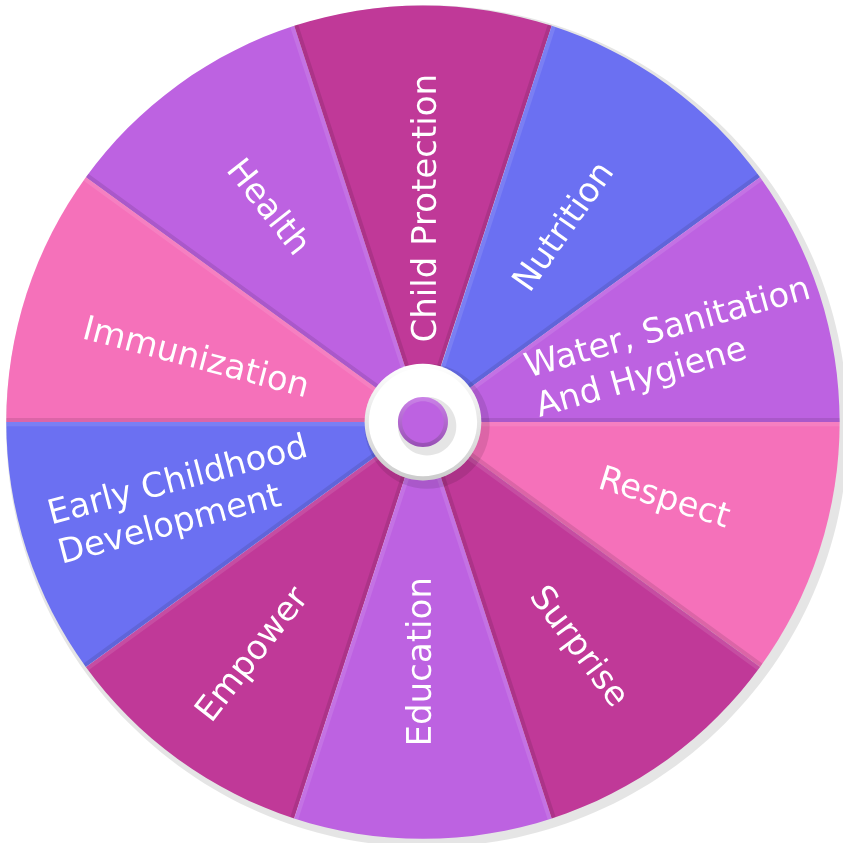 Child Protection
Nutrition
Water, Sanitation
And Hygiene
Respect
Surprise
Education
Empower
Early Childhood
Development
Immunization
Health